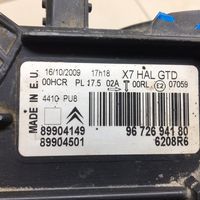 MADE IN E.U.
16/10/2009 17h18 X7 HAL GTD
00HCR PL 17.5 02A 00RL E2 07059
4410 PU8
89904149 96 726 941 80
89904501 6208R6